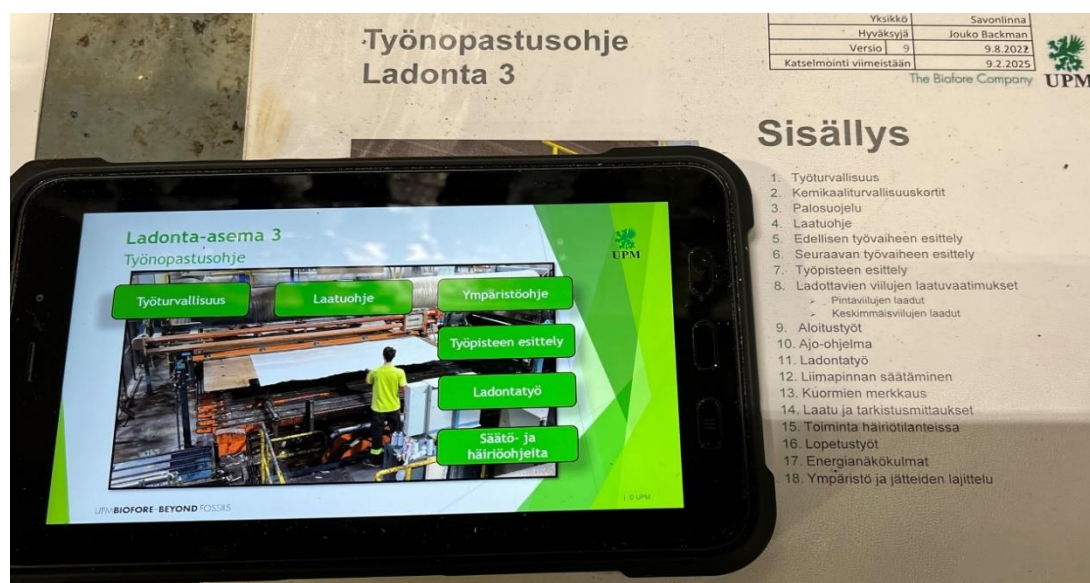 Työnopastusohje
Ladonta 3
Yksikkö Savonlinna
Hyväksyjä Jouko Backman
Versio 9 9.8.2022
Katselmointi viimeistään 9.2.2025
The Biofore Company UPM
Sisällys
1. Työturvallisuus
2. Kemikaaliturvallisuuskortit
3. Palosuojelu
4. Laatuohje
5. Edellisen työvaiheen esittely
6. Seuraavan työvaiheen esittely
7. Työpisteen esittely
8. Ladottavien viilujen laatuvaatimukset
➢ Pintaviilujen laadut
➢ Keskimmäisviilujen laadut
9. Aloitustyöt
10. Ajo-ohjelma
11. Ladontatyö
12. Liimapinnan säätäminen
13. Kuormien merkkaus
14. Laatu ja tarkistusmittaukset
15. Toiminta häiriötilanteissa
16. Lopetustyöt
17. Energianäkökulmat
18. Ympäristö ja jätteiden lajittelu
Ladonta-asema 3
Työnopastusohje
UPM
Työturvallisuus
Laatuohje
Ympäristöohje
Työpisteen esittely
Ladontatyö
Säätö- ja
häiriöohjeita
UPM BIOFORE-BEYOND FOSSILS
| © UPM